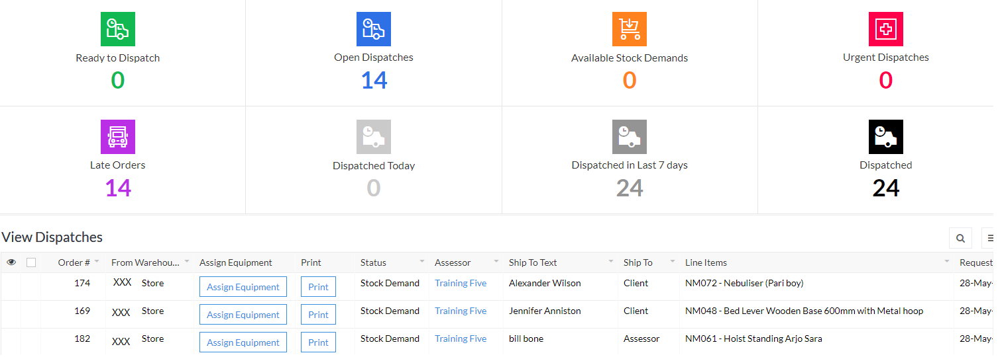 Ready to Dispatch
0
Open Dispatches
14
Available Stock Demands
0
Urgent Dispatches
0
Late Orders
14
Dispatched Today
0
Dispatched in Last 7 days
24
Dispatched
24
View Dispatches
Order # From Warehou... Assign Equipment Print Status Assessor Ship To Text Ship To Line Items Request
174 XXX Store Assign Equipment Print Stock Demand Training Five Alexander Wilson Client NM072 - Nebuliser (Pari boy) 28-May-
169 XXX Store Assign Equipment Print Stock Demand Training Five Jennifer Anniston Client NM048 - Bed Lever Wooden Base 600mm with Metal hoop 28-May-
182 XXX Store Assign Equipment Print Stock Demand Training Five bill bone Assessor NM061 - Hoist Standing Arjo Sara 28-May-